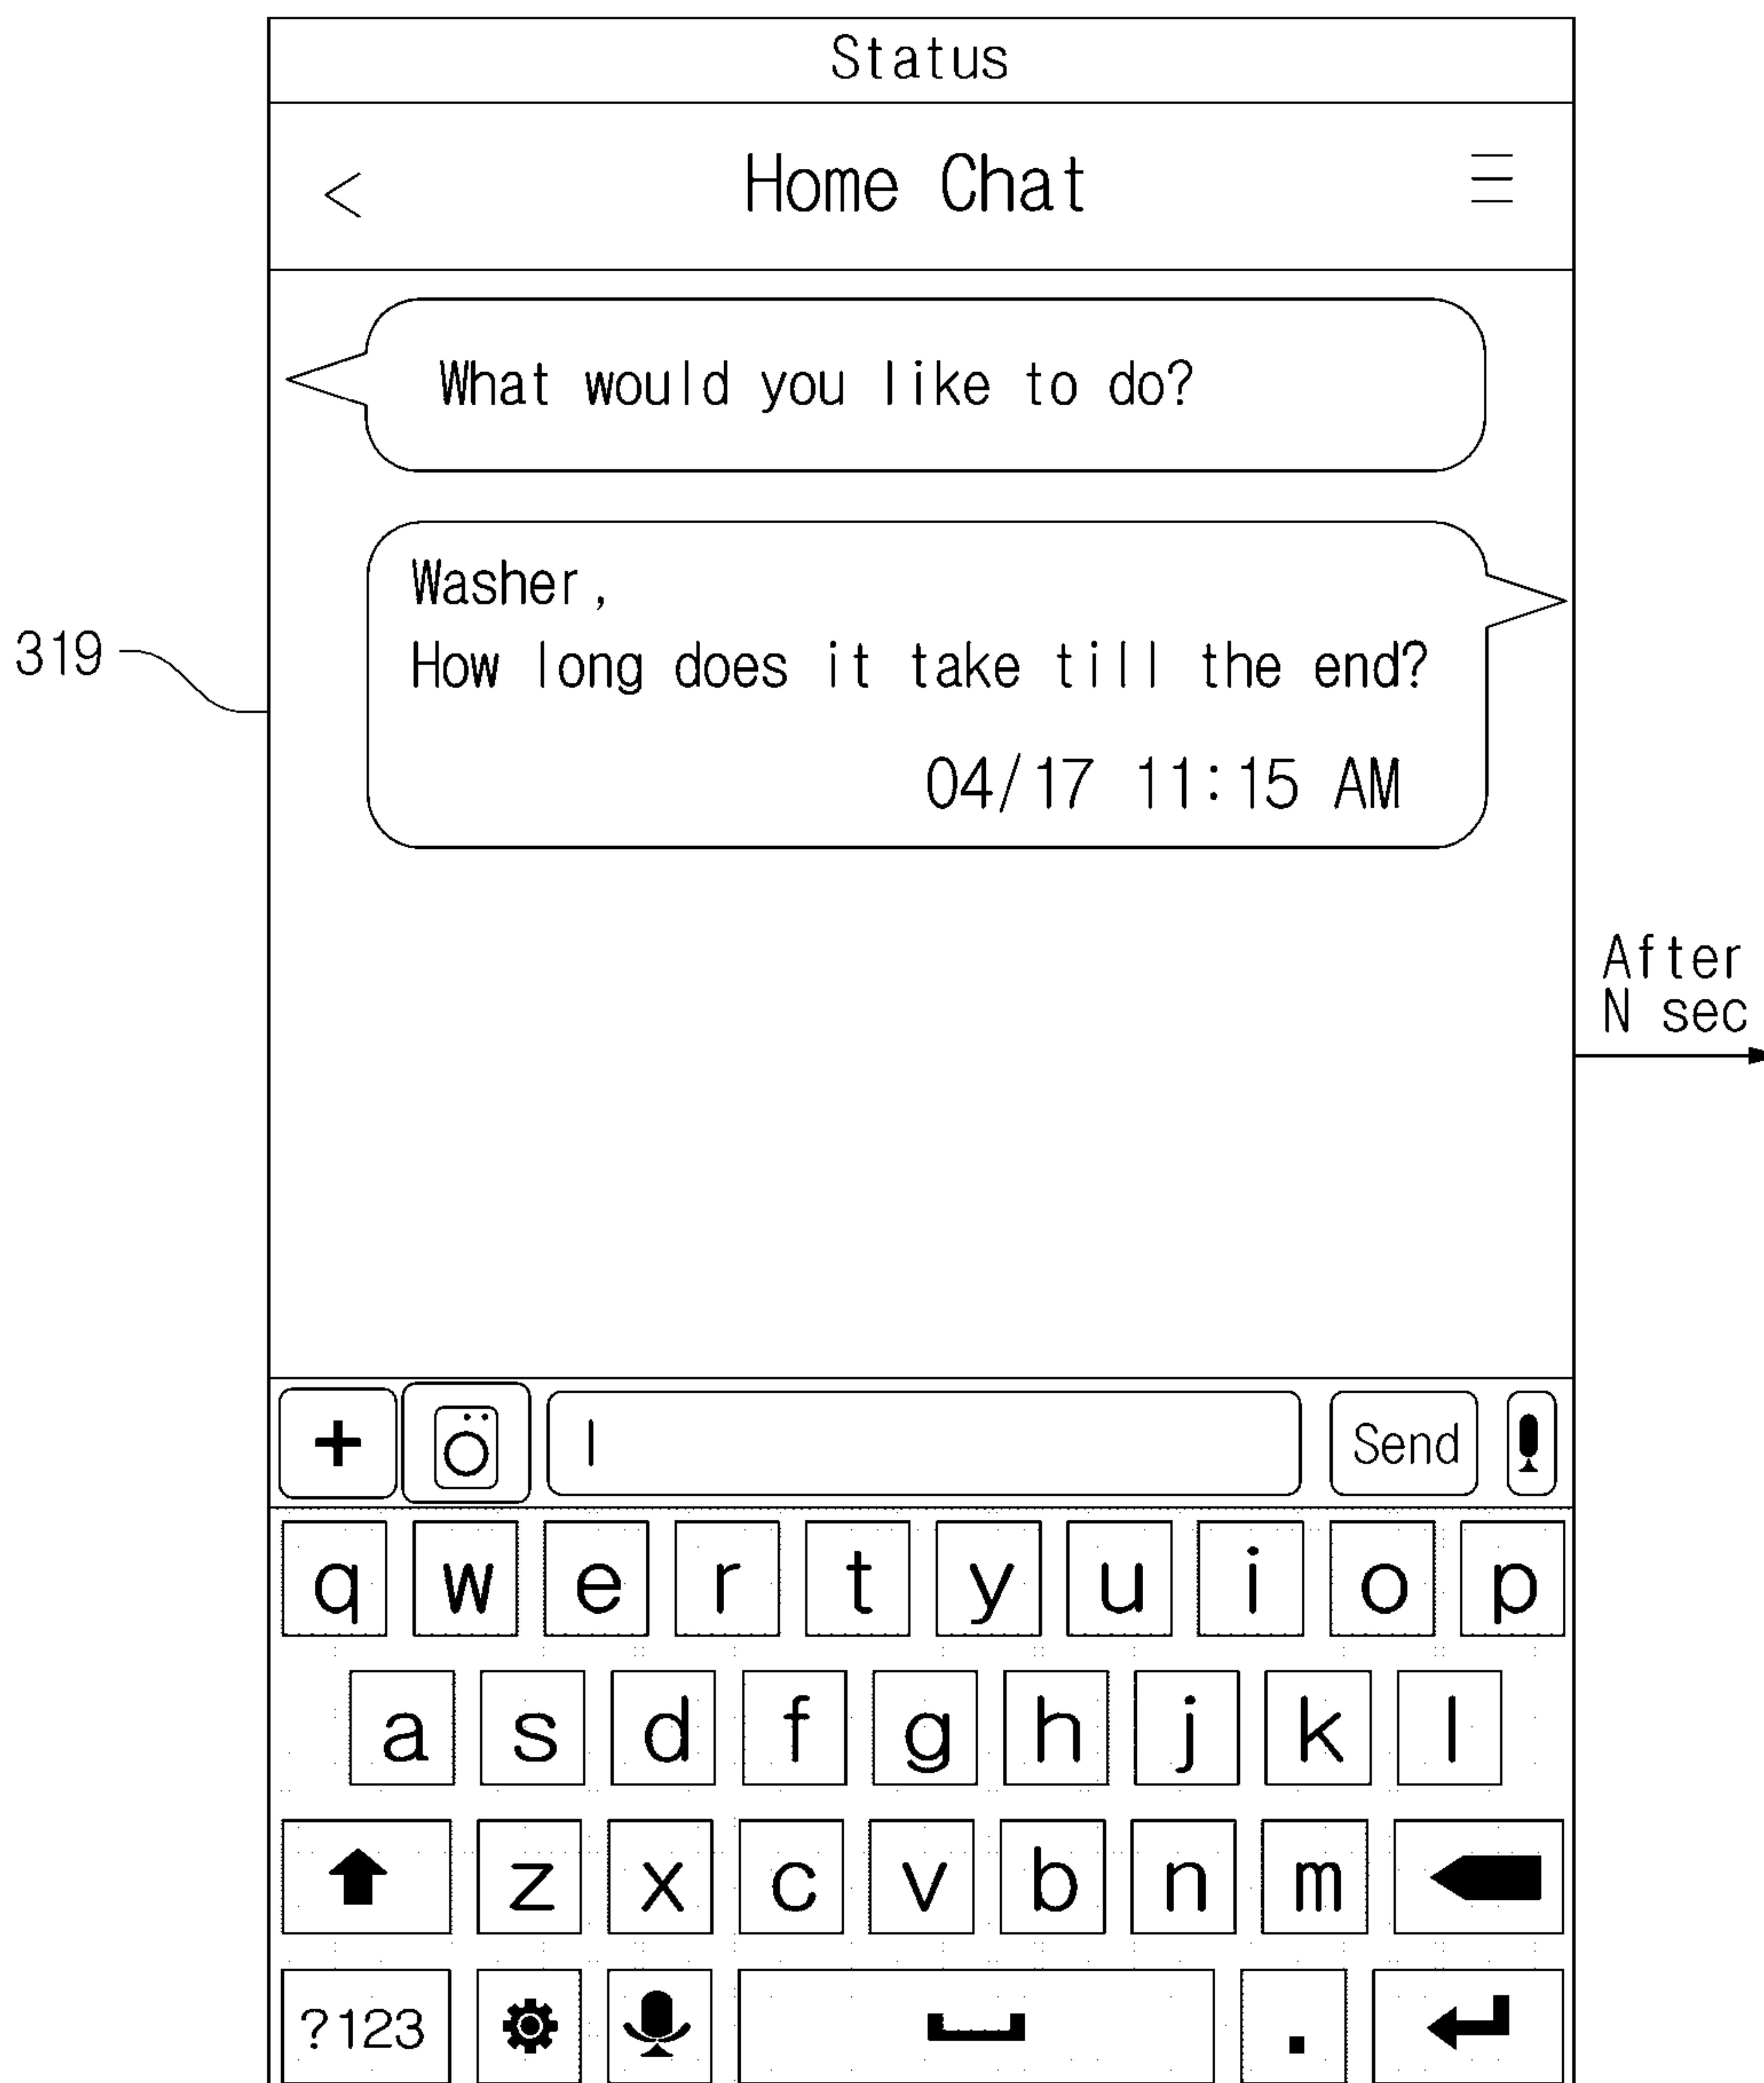 Status
< Home Chat
What would you like to do?
Washer,
How long does it take till the end?
04/17 11:15 AM
319
After
N sec
+ Send
q w e r t y u i o p
a s d f g h j k l
z x c v b n m
?123 .